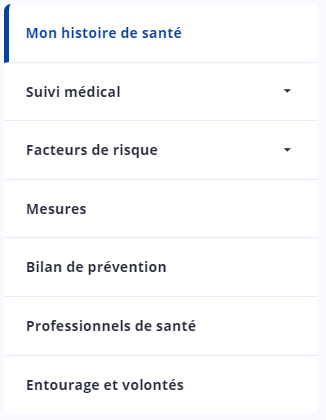 Mon histoire de santé
Suivi médical
Facteurs de risque
Mesures
Bilan de prévention
Professionnels de santé
Entourage et volontés